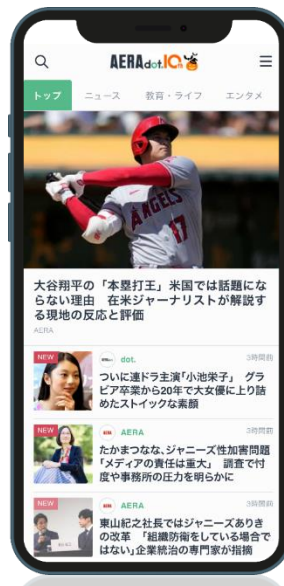 AERAdot.10th
トップ ニュース 教育・ライフ エンタメ
ANGELS
17
大谷翔平の「本塁打王」米国では話題にな
らない理由 在米ジャーナリストが解説す
る現地の反応と評価
AERA
NEW dot. 3時間前
ついに連ドラ主演「小池栄子」 グラ
ビア卒業から20年で大女優に上り詰
めたストイックな素顔
NEW AERA 3時間前
たかまつなな、ジャニーズ性加害問題
「メディアの責任は重大」 調査で忖
度や事務所の圧力を明らかに
NEW AERA 3時間前
東山紀之社長ではジャニーズありき
の改革 「組織防衛をしている場合で
はない」企業統治の専門家が指摘